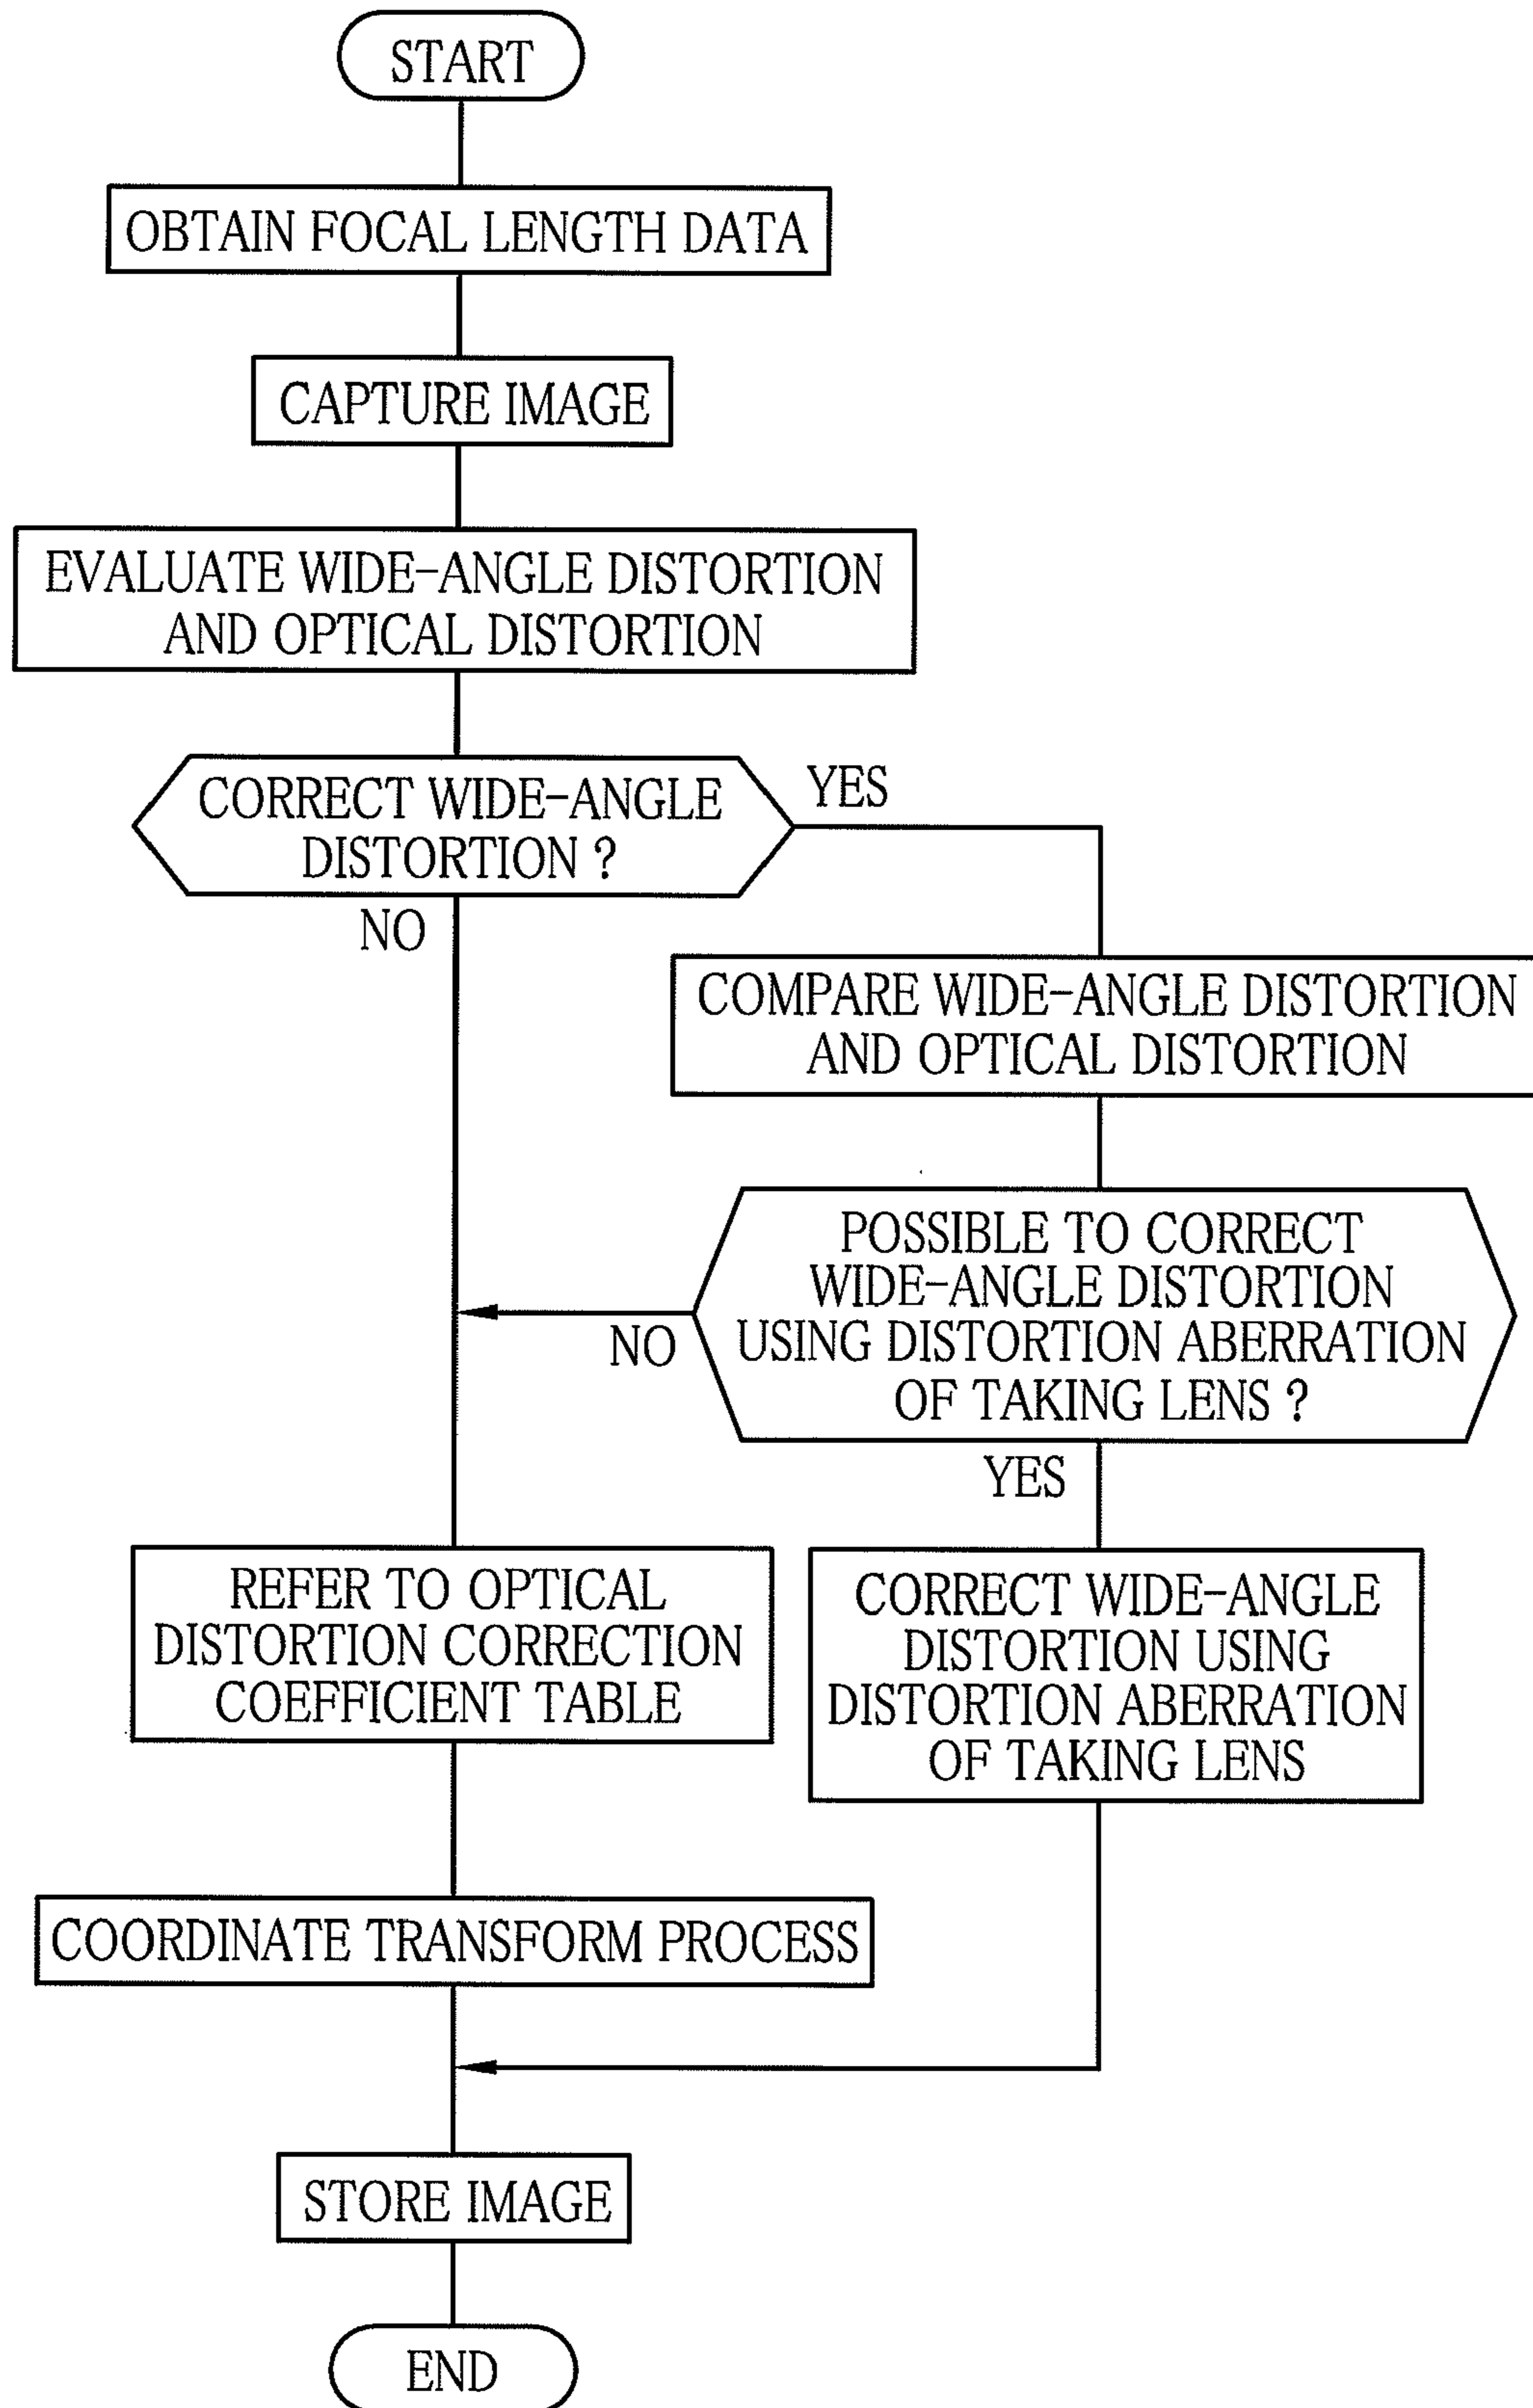 START
OBTAIN FOCAL LENGTH DATA
CAPTURE IMAGE
EVALUATE WIDE-ANGLE DISTORTION
AND OPTICAL DISTORTION
CORRECT WIDE-ANGLE
DISTORTION ?
YES
NO
COMPARE WIDE-ANGLE DISTORTION
AND OPTICAL DISTORTION
POSSIBLE TO CORRECT
WIDE-ANGLE DISTORTION
USING DISTORTION ABERRATION
OF TAKING LENS ?
NO
YES
REFER TO OPTICAL
DISTORTION CORRECTION
COEFFICIENT TABLE
CORRECT WIDE-ANGLE
DISTORTION USING
DISTORTION ABERRATION
OF TAKING LENS
COORDINATE TRANSFORM PROCESS
STORE IMAGE
END